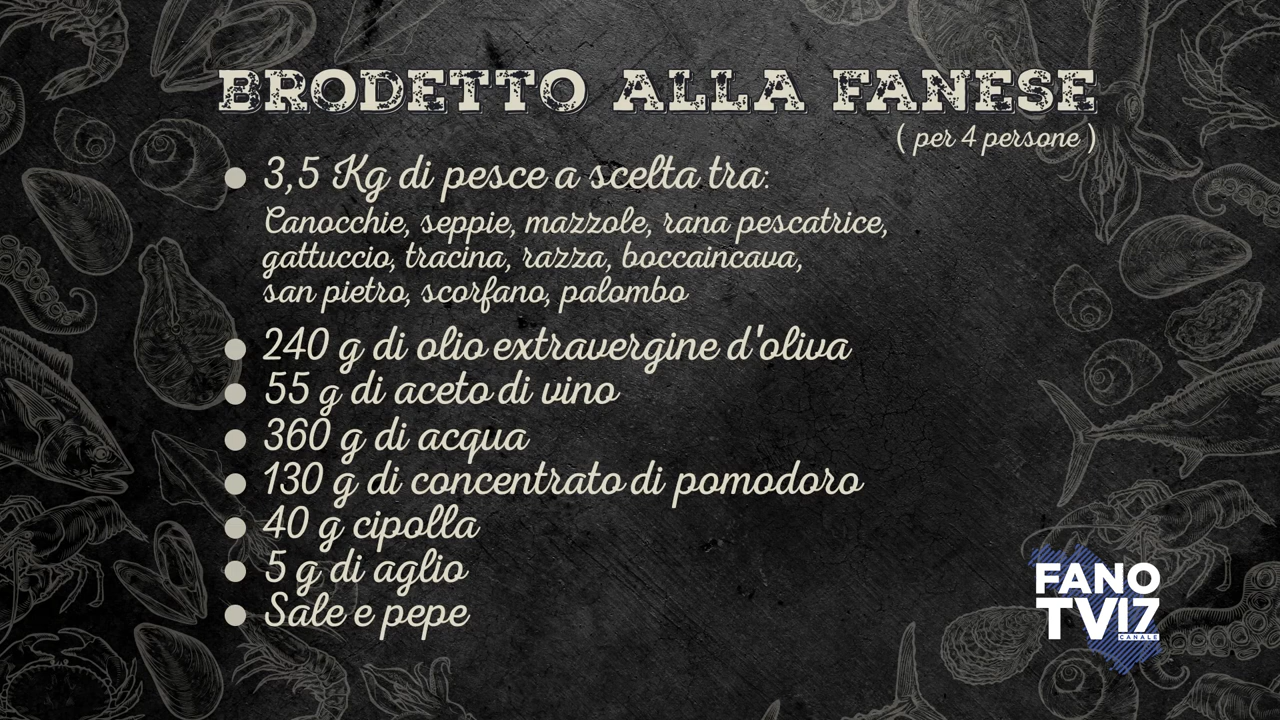 BRODETTO ALLA FANESE
( per 4 persone )
• 3,5 Kg di pesce a scelta tra:
Canocchie, seppie, mazzole, rana pescatrice,
gattuccio, tracina, razza, boccaincava,
san pietro, scorfano, palombo
• 240 g di olio extravergine d'oliva
• 55 g di aceto di vino
• 360 g di acqua
• 130 g di concentrato di pomodoro
• 40 g cipolla
• 5 g di aglio
• Sale e pepe
FANO
TV17
CANALE